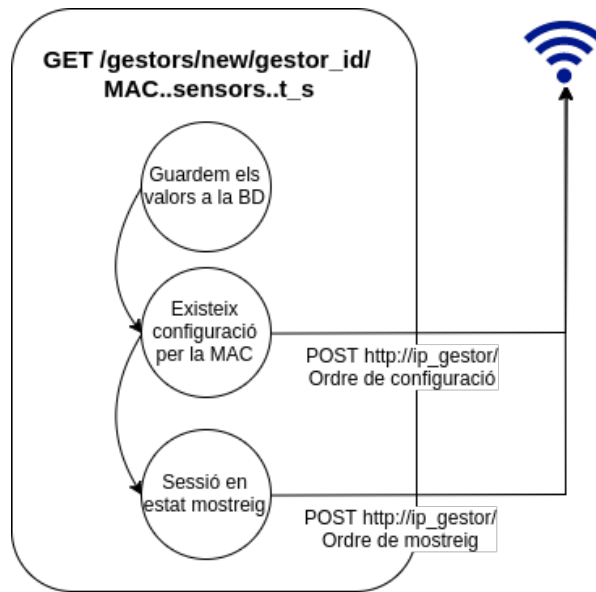 GET /gestors/new/gestor_id/
MAC..sensors..t_s
Guardem els
valors a la BD
Existeix
configuració
per la MAC
POST http://ip_gestor/
Ordre de configuració
Sessió en
estat mostreig
POST http://ip_gestor/
Ordre de mostreig